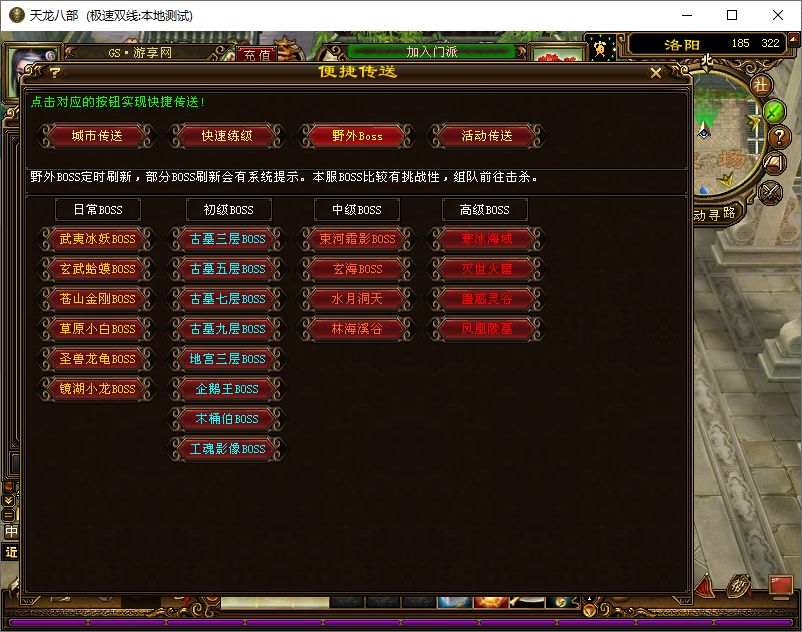 天龙八部 (极速双线:本地测试)
GS·游享网
充值
加入门派
洛阳 185 322
便捷传送
北
社
点击对应的按钮实现快捷传送!
城市传送 快速练级 野外Boss 活动传送
野外BOSS定时刷新，部分BOSS刷新会有系统提示。本服BOSS比较有挑战性，组队前往击杀。
场
动寻路
日常BOSS 初级BOSS 中级BOSS 高级BOSS
武夷冰妖BOSS 古墓三层BOSS 束河霜影BOSS 寒冰海域
玄武蛤蟆BOSS 古墓五层BOSS 玄海BOSS 灭世火窟
苍山金刚BOSS 古墓七层BOSS 水月洞天 蛊惑灵谷
草原小白BOSS 古墓九层BOSS 林海溪谷 凤凰陵墓
圣兽龙龟BOSS 地宫三层BOSS
镜湖小龙BOSS 企鹅王BOSS
木桶伯BOSS
工魂影像BOSS
中
近